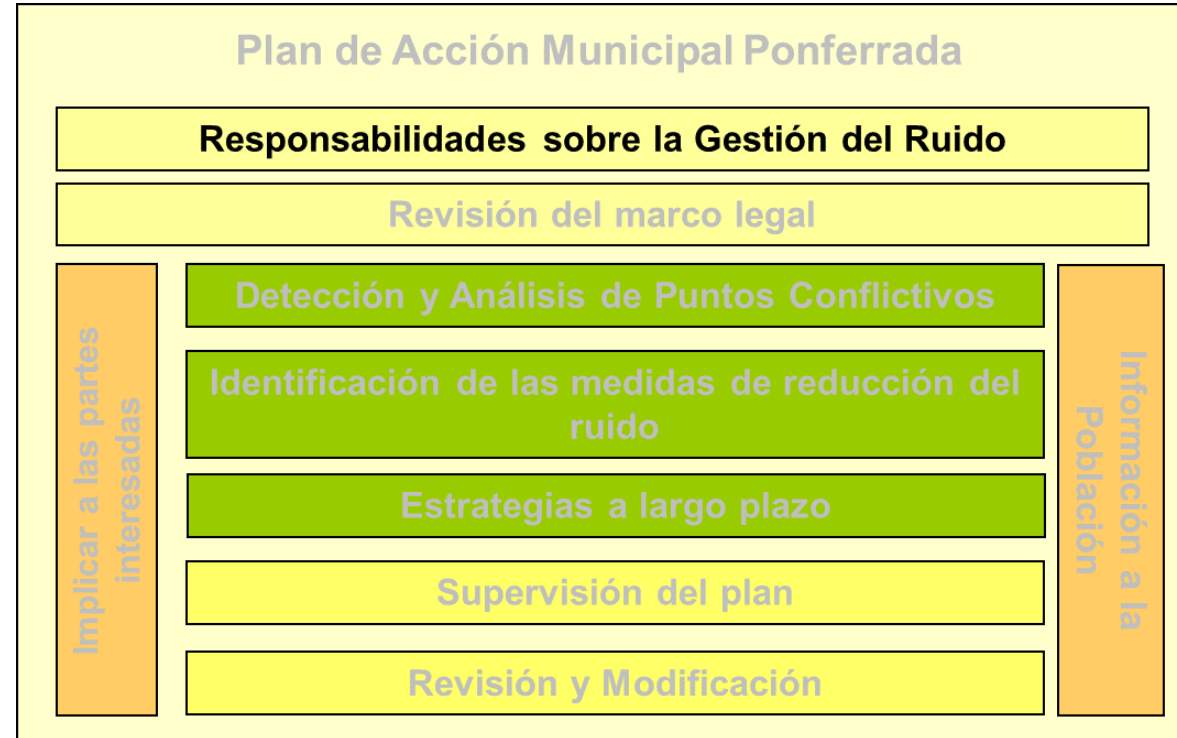 Plan de Acción Municipal Ponferrada
Responsabilidades sobre la Gestión del Ruido
Revisión del marco legal
Implicar a las partes
interesadas
Detección y Análisis de Puntos Conflictivos
Identificación de las medidas de reducción del
ruido
Estrategias a largo plazo
Supervisión del plan
Revisión y Modificación
Información a la
Población